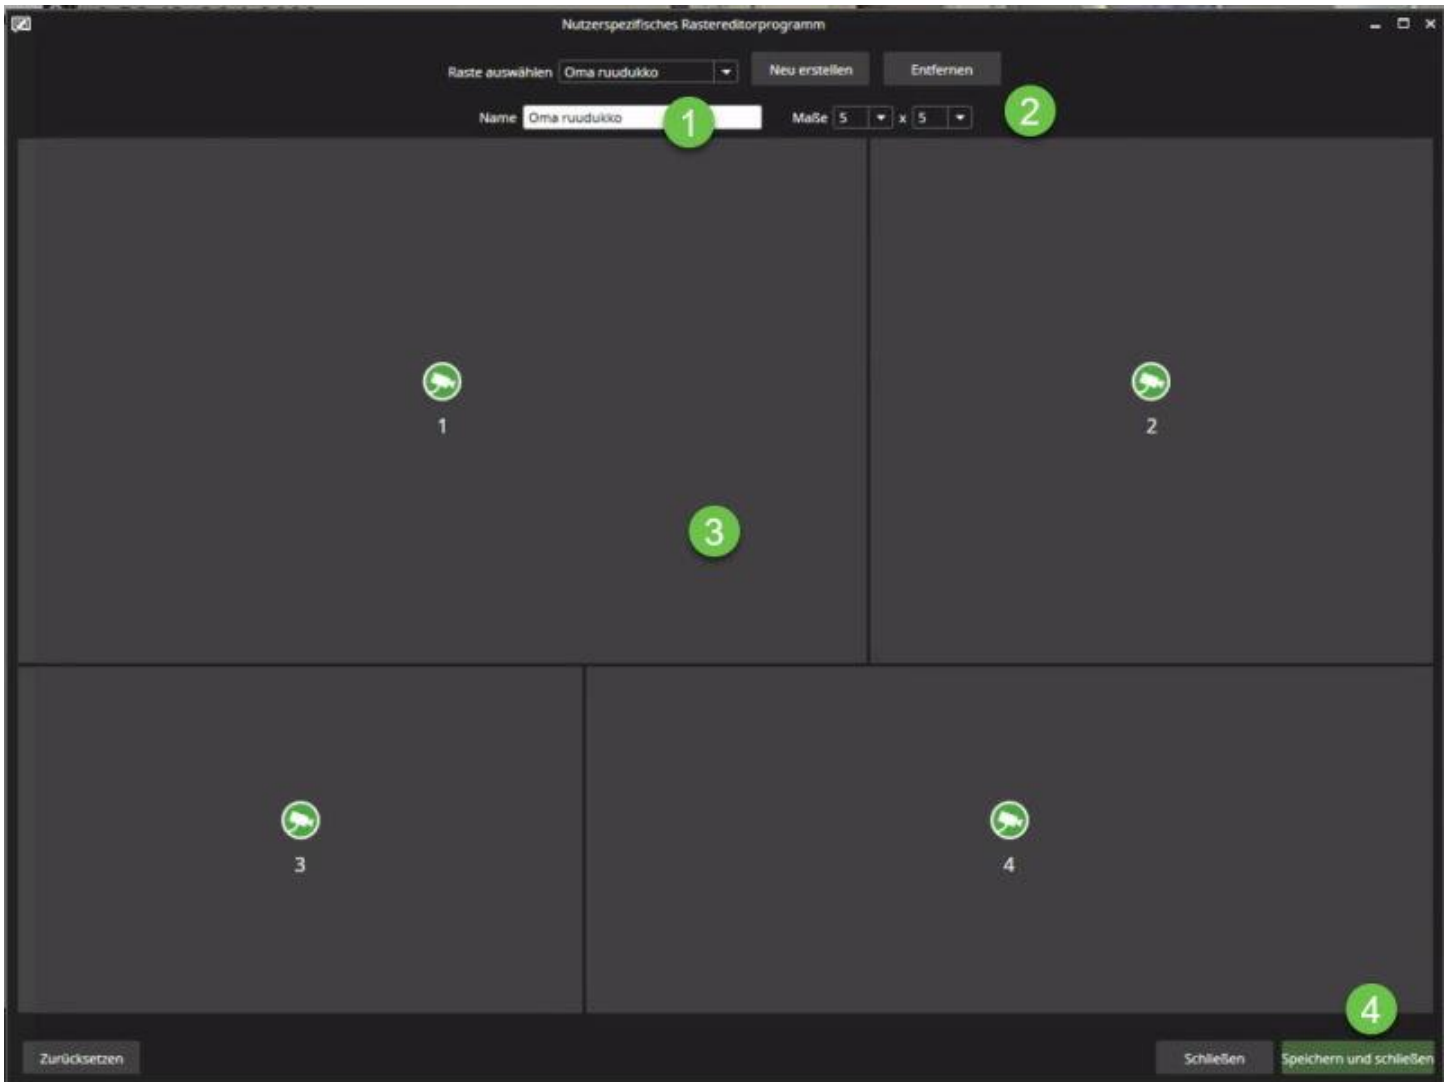 Nutzerspezifisches Rastereditorprogramm
Raste auswählen Oma ruudukko Neu erstellen Entfernen
Name Oma ruudukko 1 Maße 5 x 5 2
1
2
3
3
4
4
Zurücksetzen Schließen Speichern und schließen